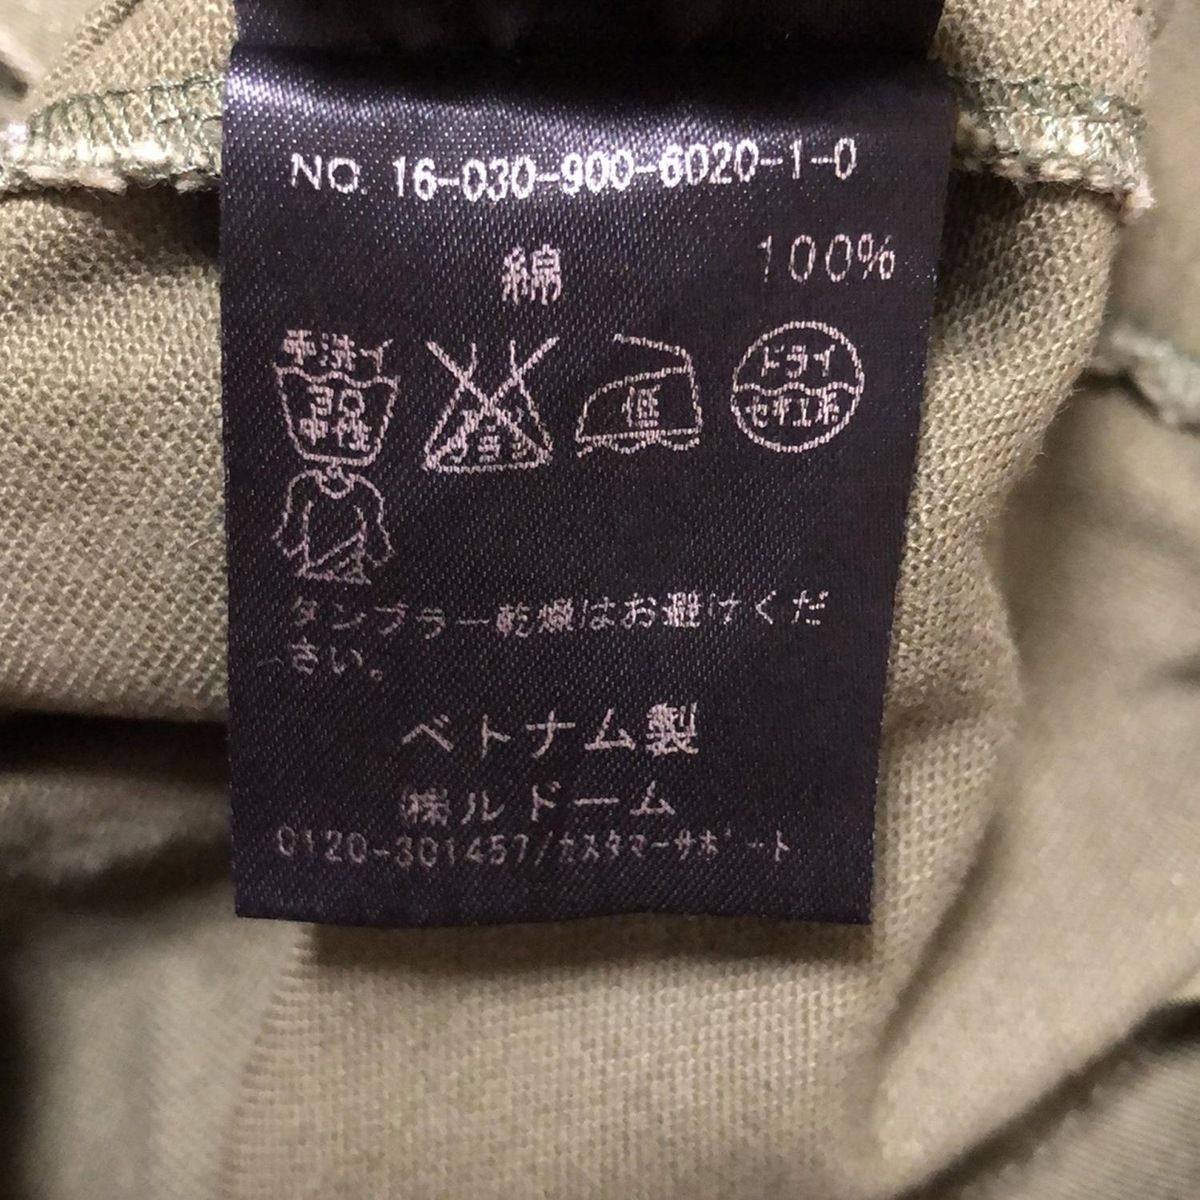 NO. 16-030-900-6020-1-0
綿 100%
手洗イ
30
中性
エンソ
サラシ
低
ドライ
セキユ系
タンブラー乾燥はお避けくだ
さい。
ベトナム製
㈱ルドーム
0120-301457/カスタマーサポート